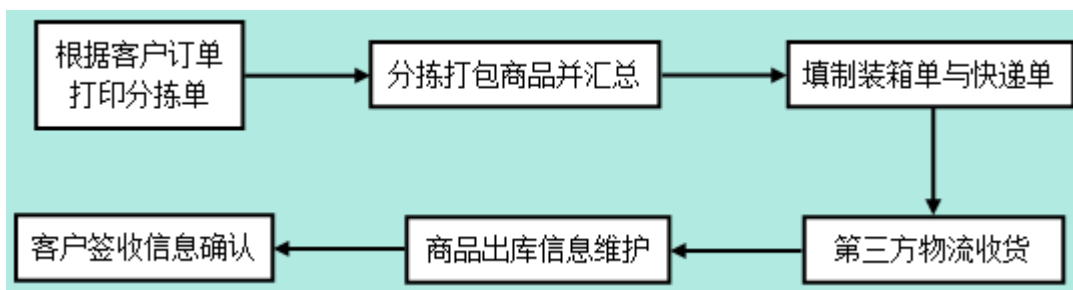 根据客户订单
打印分拣单
分拣打包商品并汇总
填制装箱单与快递单
第三方物流收货
商品出库信息维护
客户签收信息确认